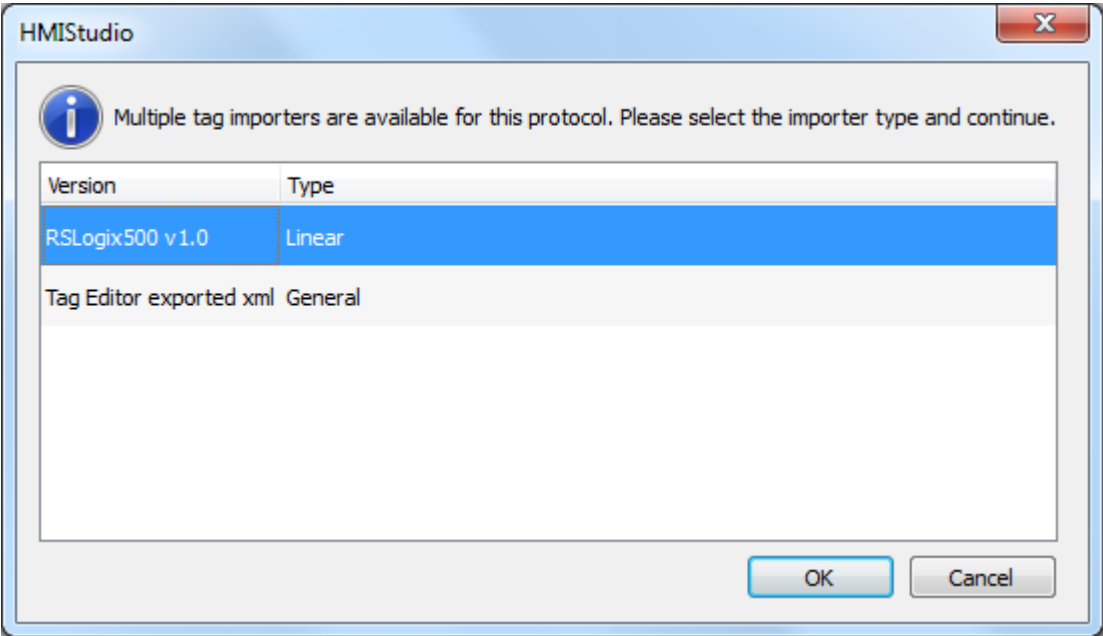 HMIStudio
Multiple tag importers are available for this protocol. Please select the importer type and continue.
Version Type
RSLogix500 v1.0 Linear
Tag Editor exported xml General
OK Cancel